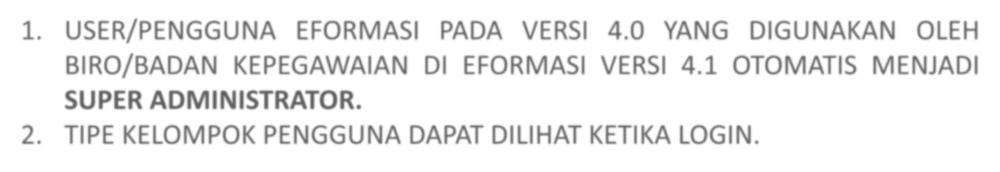 1. USER/PENGGUNA EFORMASI PADA VERSI 4.0 YANG DIGUNAKAN OLEH
BIRO/BADAN KEPEGAWAIAN DI EFORMASI VERSI 4.1 OTOMATIS MENJADI
SUPER ADMINISTRATOR.
2. TIPE KELOMPOK PENGGUNA DAPAT DILIHAT KETIKA LOGIN.